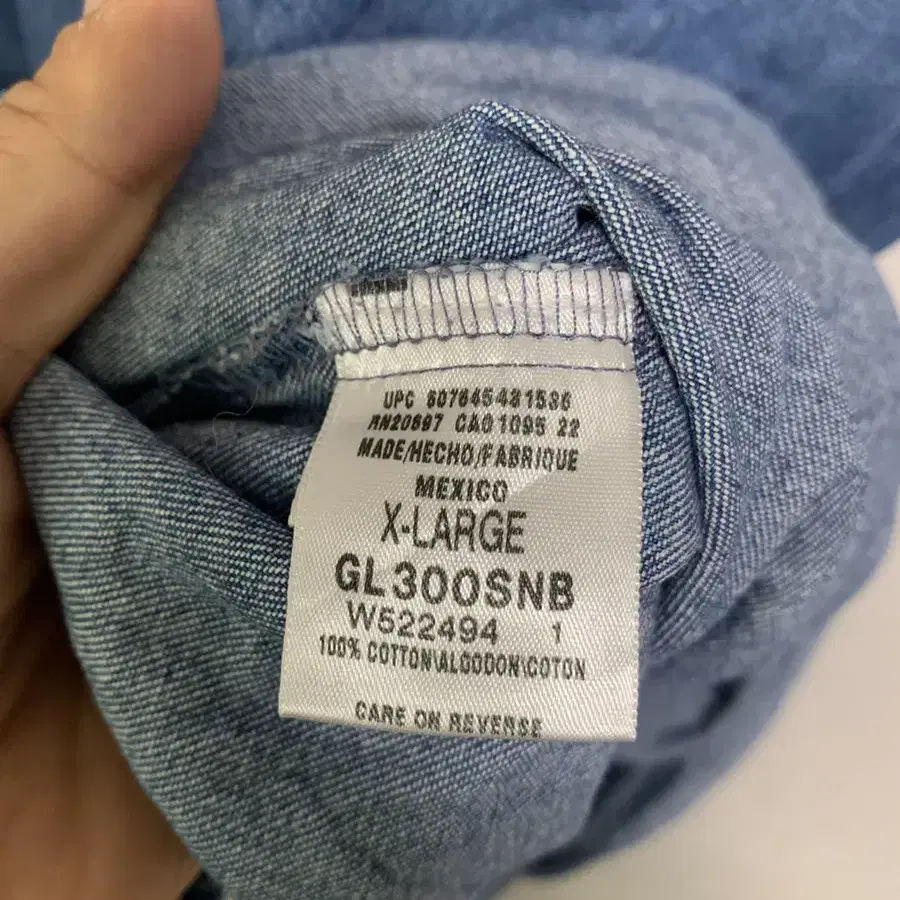 UPC 607645431536
RN20697 CA01095 22
MADE/HECHO/FABRIQUE
MEXICO
X-LARGE
GL300SNB
W522494 1
100% COTTON\ALGODON\COTON
CARE ON REVERSE